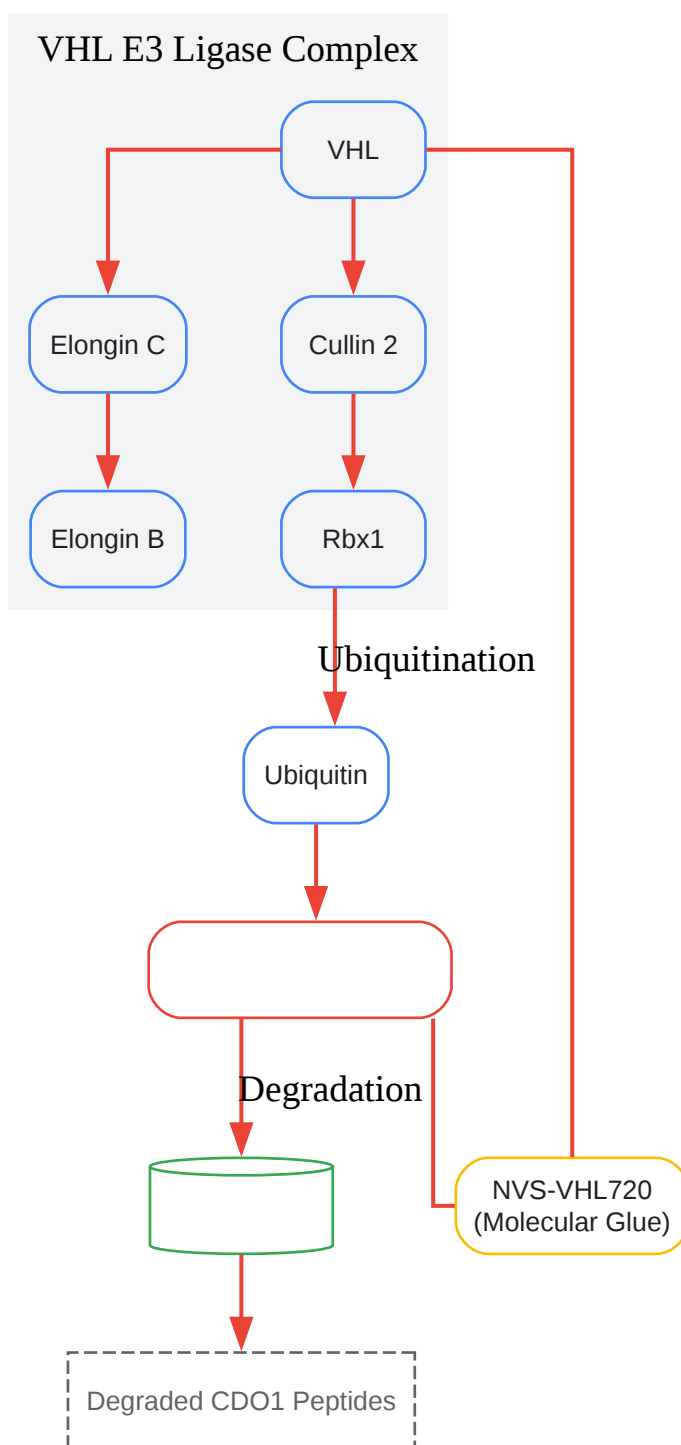 VHL E3 Ligase Complex
VHL
Elongin C
Cullin 2
Elongin B
Rbx1
Ubiquitination
Ubiquitin
Degradation
NVS-VHL720
(Molecular Glue)
Degraded CDO1 Peptides